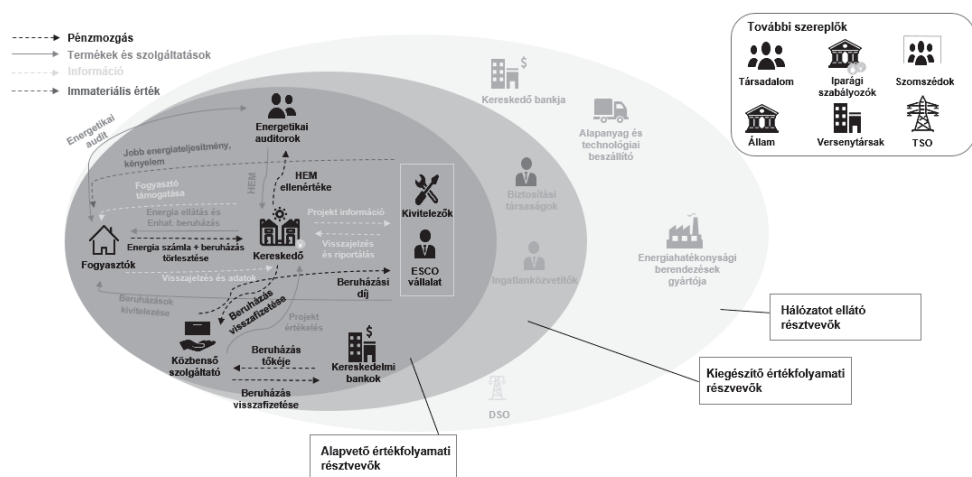 Pénzmozgás
Termékek és szolgáltatások
Információ
Immateriális érték
További szereplők
Társadalom
Iparági
szabályozók
Szomszédok
Állam
Versenytársak
TSO
Kereskedő bankja
Alapanyag és
technológiai
beszállító
Energetikai
audit
Energetikai
auditorok
Jobb energiateljesítmény,
kényelem
HEM
HEM
ellenértéke
Fogyasztó
támogatása
Energia ellátás és
Enhat. beruházás
Projekt információ
Kivitelezők
Biztosítási
társaságok
Fogyasztók
Energia számla + beruházás
törlesztése
Kereskedő
Visszajelzés
és riportálás
ESCO
vállalat
Ingatlanközvetítők
Energiahatékonysági
berendezések
gyártója
Visszajelzés és adatok
Beruházási
díj
Beruházások
kivitelezése
Beruházás
visszafizetése
Projekt
értékelés
Közbenső
szolgáltató
Beruházás
tőkéje
Kereskedelmi
bankok
Beruházás
visszafizetése
DSO
Hálózatot ellátó
résztvevők
Kiegészítő értékfolyamati
részvevők
Alapvető értékfolyamati
résztvevők